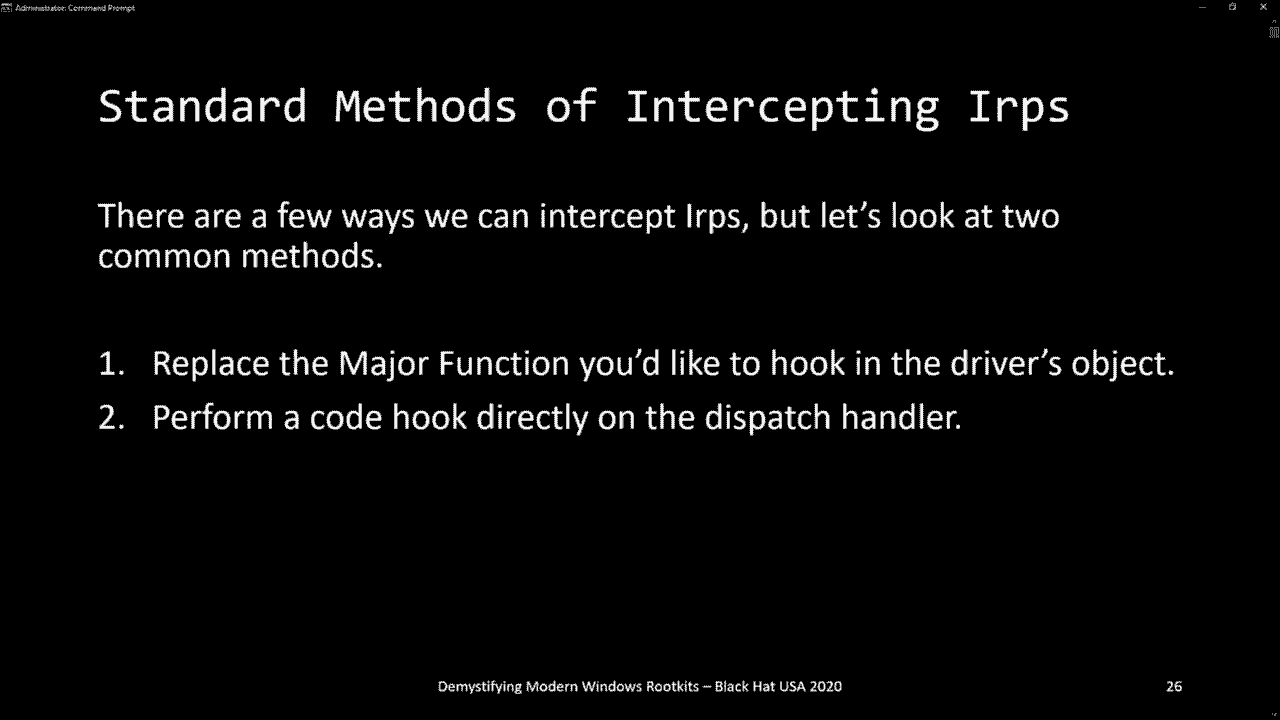 Administrator: Command Prompt
Standard Methods of Intercepting Irps
There are a few ways we can intercept Irps, but let’s look at two
common methods.
1. Replace the Major Function you’d like to hook in the driver’s object.
2. Perform a code hook directly on the dispatch handler.
Demystifying Modern Windows Rootkits – Black Hat USA 2020
26